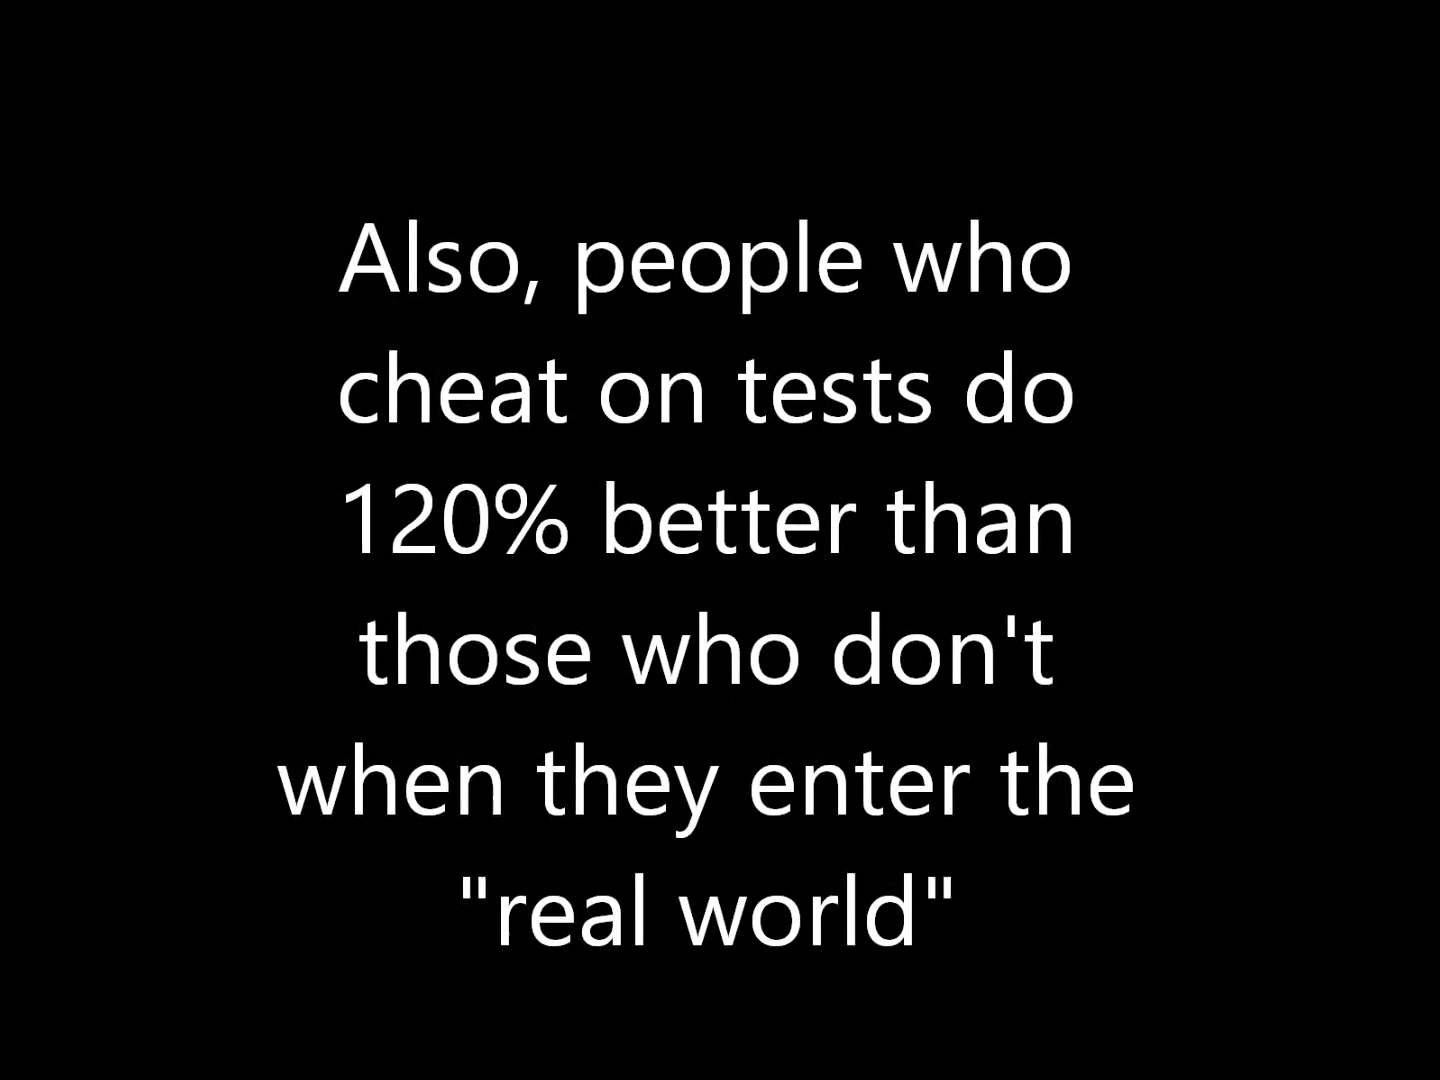 Also, people who
cheat on tests do
120% better than
those who don't
when they enter the
"real world"